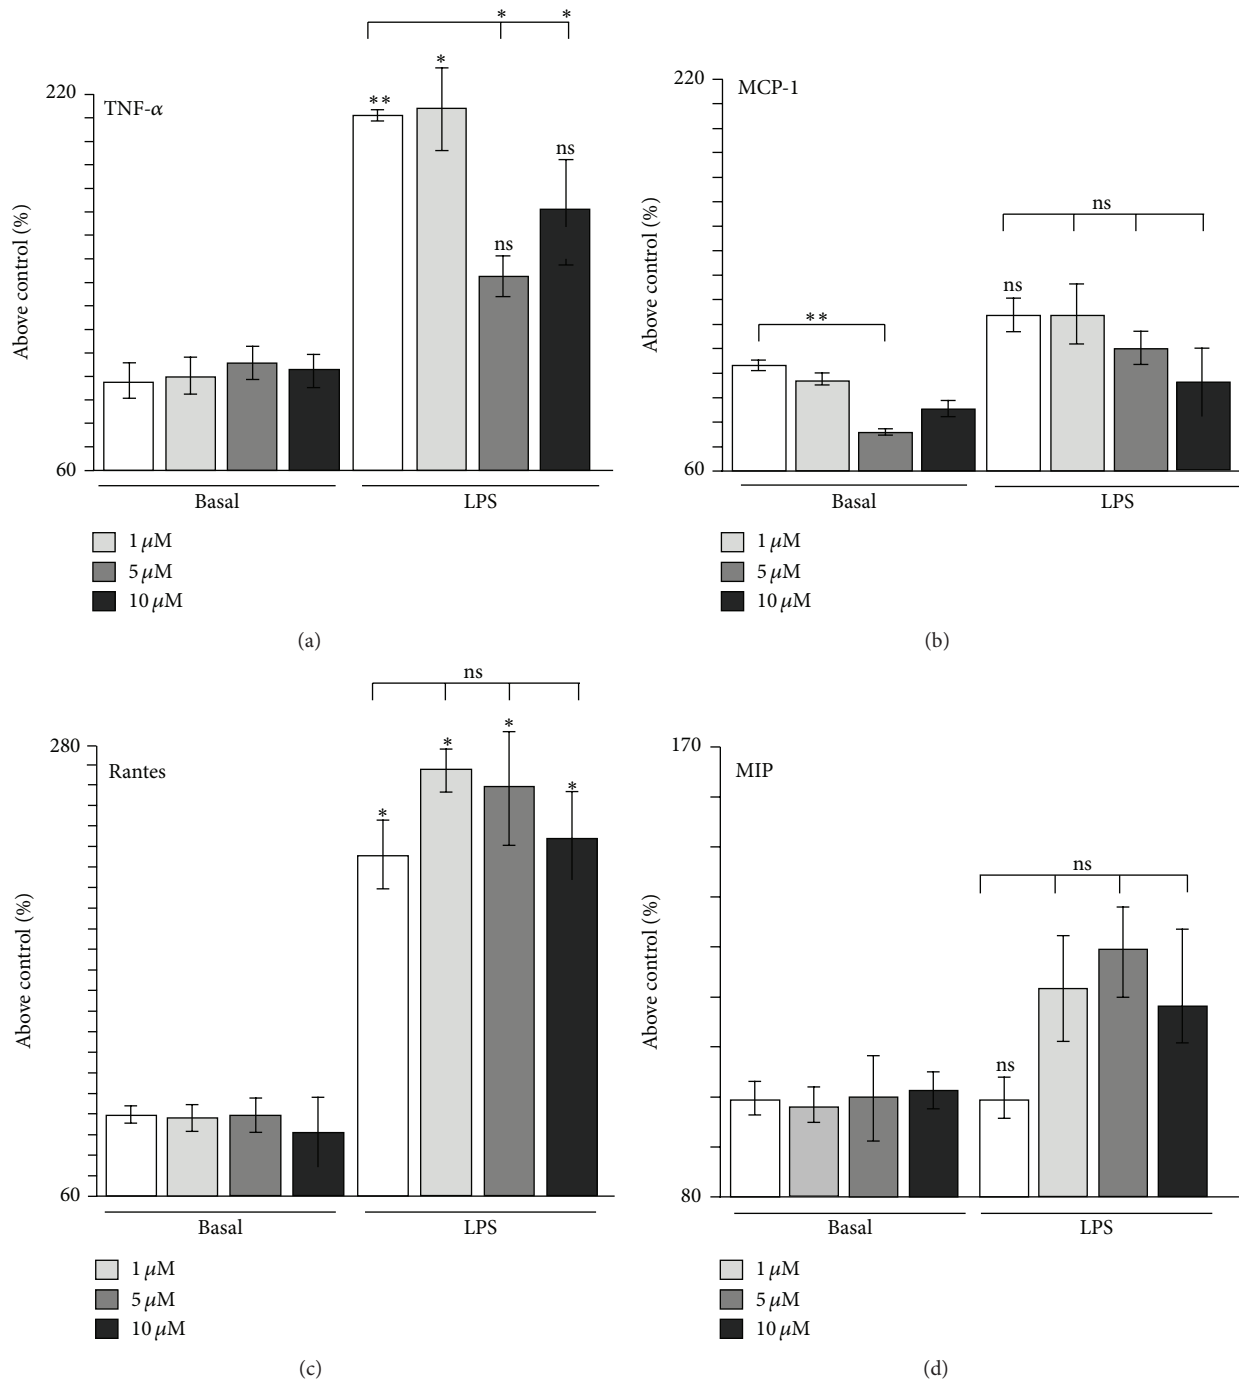 * *
220
TNF-α
**
*
ns
ns
Above control (%)
60
Basal
LPS
1 μM
5 μM
10 μM
(a)
220
MCP-1
**
ns
ns
Above control (%)
60
Basal
LPS
1 μM
5 μM
10 μM
(b)
ns
280
Rantes
*
*
*
*
Above control (%)
60
Basal
LPS
1 μM
5 μM
10 μM
(c)
170
MIP
ns
ns
Above control (%)
80
Basal
LPS
1 μM
5 μM
10 μM
(d)